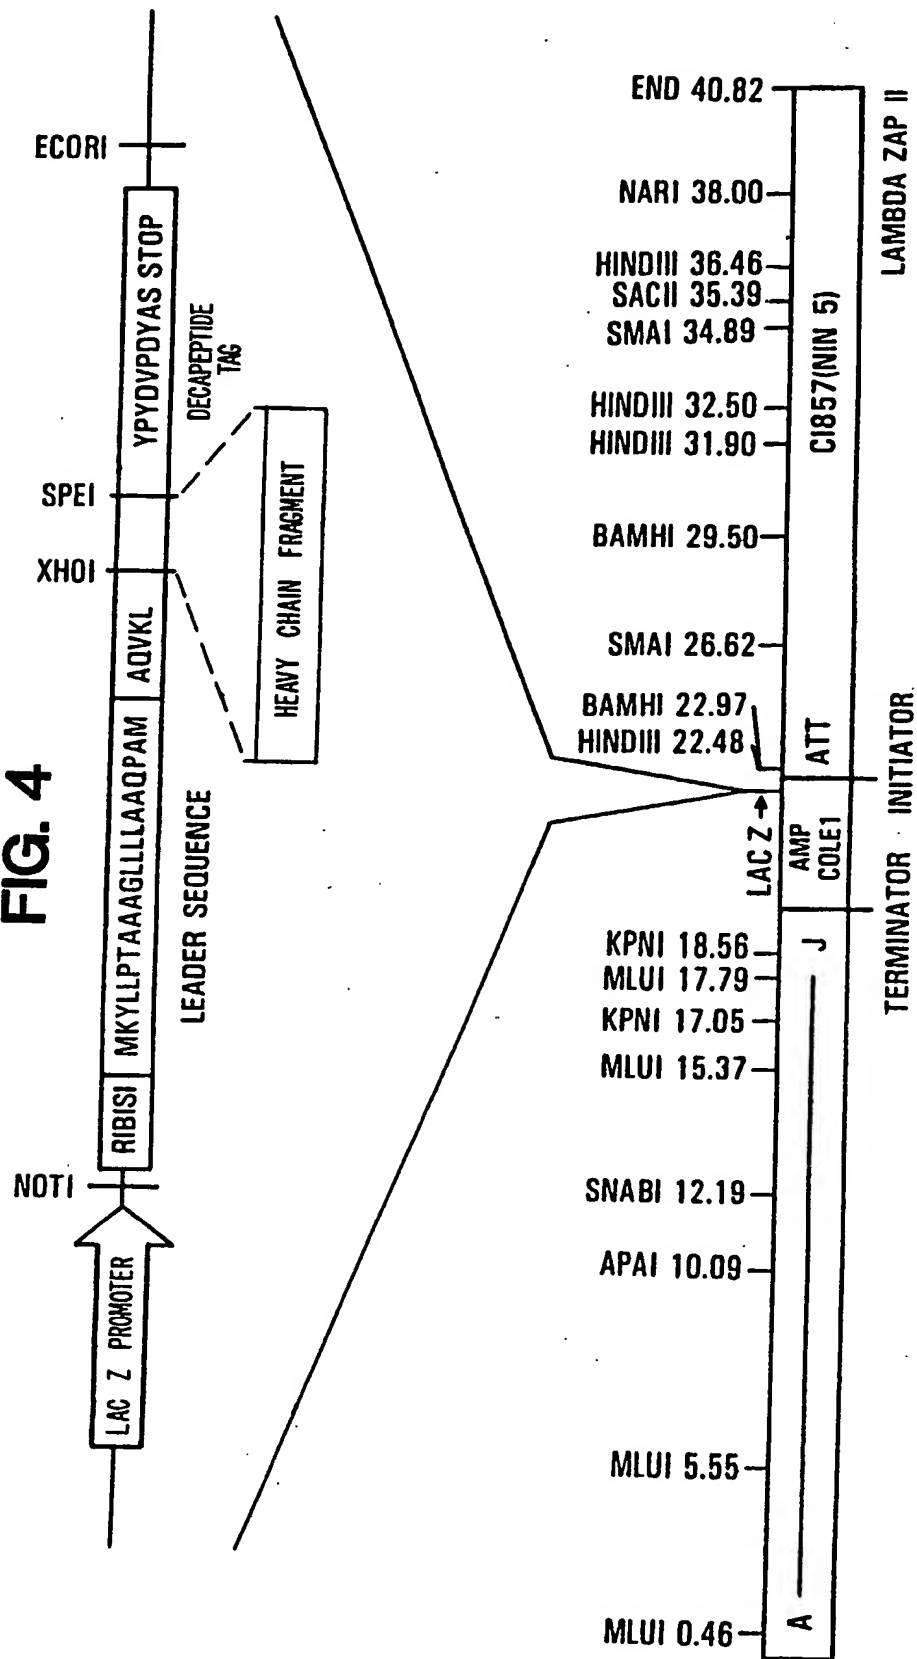 FIG. 4
LAC Z PROMOTER
NOTI
RIBISI
MKYLLPTAAAGLLLLAAQPAM
AQVKL
XHOI
SPEI
YPYDVPDYAS STOP
ECORI
LEADER SEQUENCE
DECAPEPTIDE
TAG
HEAVY CHAIN FRAGMENT
MLUI 0.46
MLUI 5.55
APAI 10.09
SNABI 12.19
MLUI 15.37
KPNI 17.05
MLUI 17.79
KPNI 18.56
LAC Z
HINDIII 22.48
BAMHI 22.97
SMAI 26.62
BAMHI 29.50
HINDIII 31.90
HINDIII 32.50
SMAI 34.89
SACII 35.39
HINDIII 36.46
NARI 38.00
END 40.82
A
J
AMP
COLE1
ATT
CI857(NIN 5)
TERMINATOR
INITIATOR
LAMBDA ZAP II